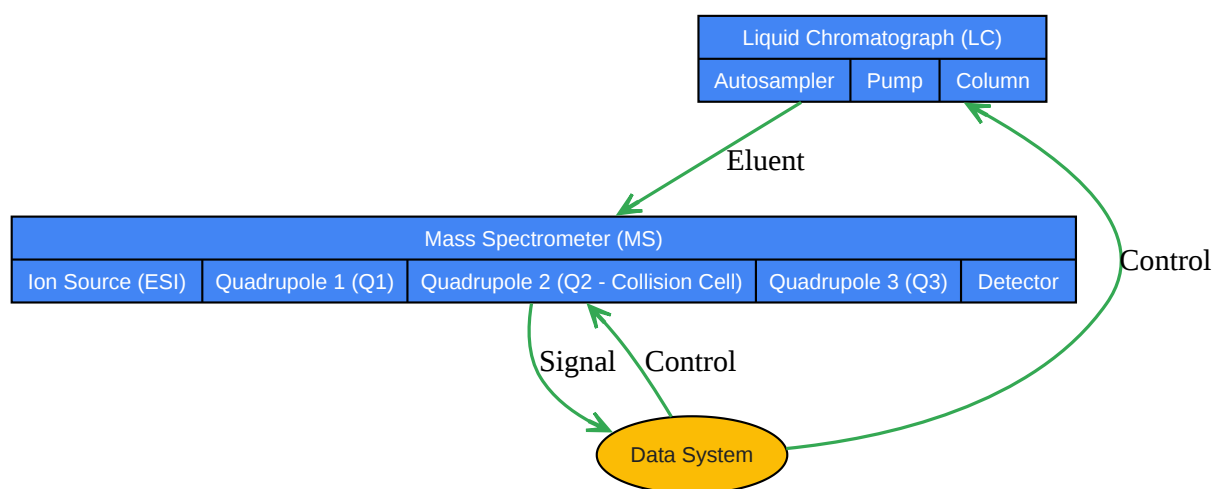 Liquid Chromatograph (LC)
Autosampler Pump Column
Eluent
Mass Spectrometer (MS)
Ion Source (ESI) Quadrupole 1 (Q1) Quadrupole 2 (Q2 - Collision Cell) Quadrupole 3 (Q3) Detector
Control
Signal Control
Data System